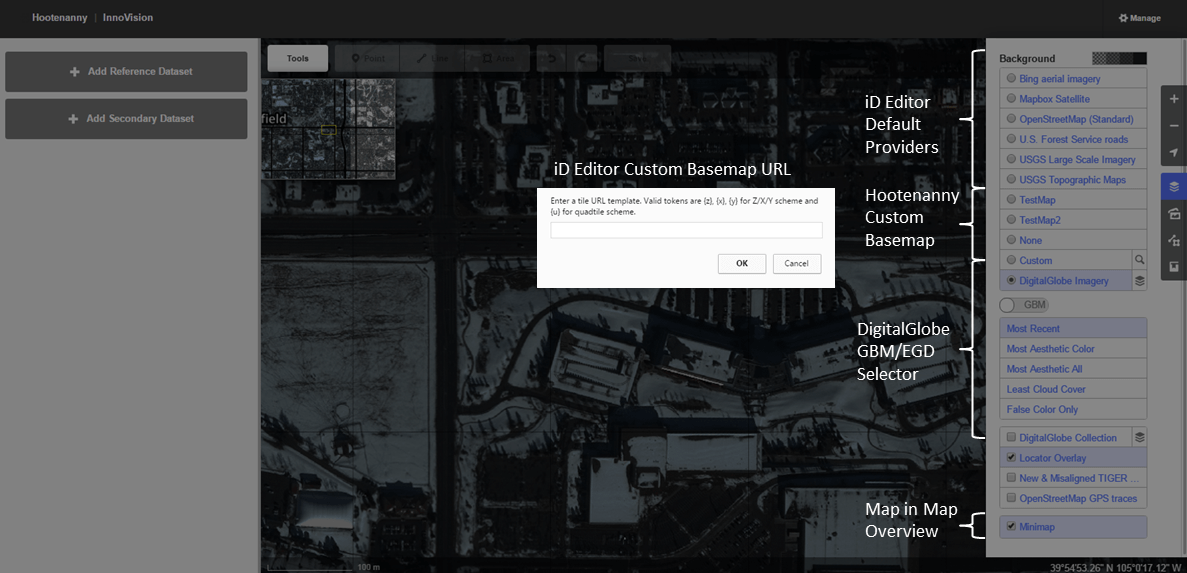 Hootenanny | InnoVision
Manage
Add Reference Dataset
Add Secondary Dataset
Tools
Point
Line
Area
field
iD Editor Custom Basemap URL
Enter a tile URL template. Valid tokens are {z}, {x}, {y} for Z/X/Y scheme and
{u} for quadtile scheme.
OK
Cancel
iD Editor
Default
Providers
Hootenanny
Custom
Basemap
DigitalGlobe
GBM/EGD
Selector
Map in Map
Overview
Background
Bing aerial imagery
Mapbox Satellite
OpenStreetMap (Standard)
U.S. Forest Service roads
USGS Large Scale Imagery
USGS Topographic Maps
TestMap
TestMap2
None
Custom
DigitalGlobe Imagery
GBM
Most Recent
Most Aesthetic Color
Most Aesthetic All
Least Cloud Cover
False Color Only
DigitalGlobe Collection
Locator Overlay
New & Misaligned TIGER ...
OpenStreetMap GPS traces
Minimap
100 m
39°54'53.26" N 105°0'17.12" W